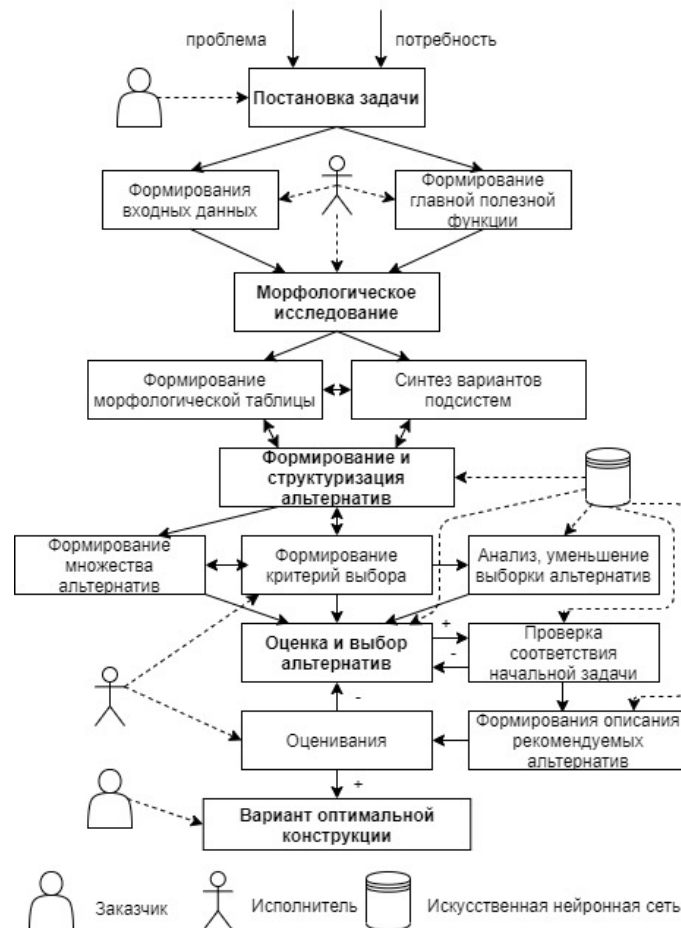 проблема
потребность
Постановка задачи
Формирования
входных данных
Формирование
главной полезной
функции
Морфологическое
исследование
Формирование
морфологической таблицы
Синтез вариантов
подсистем
Формирование и
структуризация
альтернатив
Формирование
множества
альтернатив
Формирование
критерий выбора
Анализ, уменьшение
выборки альтернатив
Оценка и выбор
альтернатив
+
-
Проверка
соответствия
начальной задачи
-
Оценивания
Формирования описания
рекомендуемых
альтернатив
+
Вариант оптимальной
конструкции
Заказчик
Исполнитель
Искусственная нейронная сеть